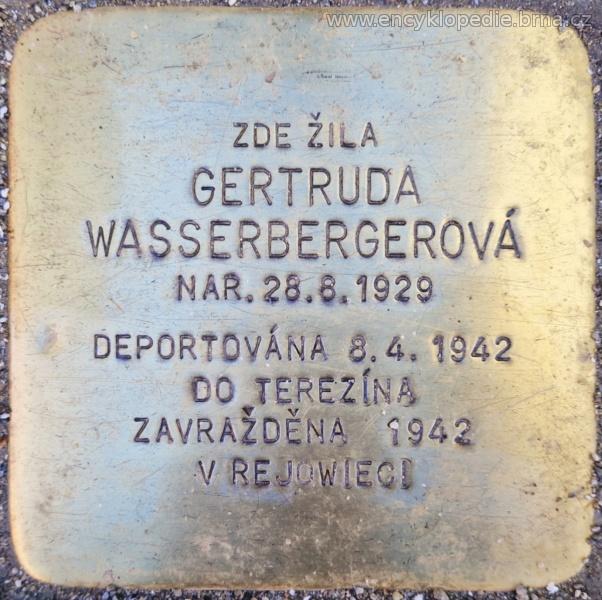 www.encyklopedie.brna.cz
ZDE ŽILA
GERTRUDA
WASSERBERGEROVÁ
NAR. 28.8.1929
DEPORTOVÁNA 8.4.1942
DO TEREZÍNA
ZAVRAŽDĚNA 1942
V REJOWIECI